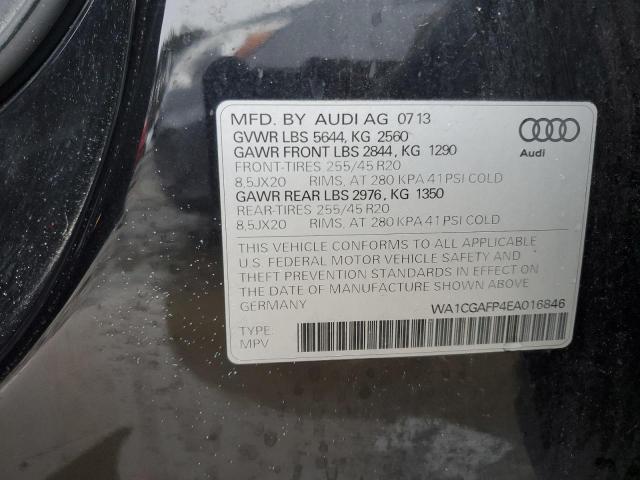 MFD. BY AUDI AG 07 13
GVWR LBS 5644, KG 2560
GAWR FRONT LBS 2844, KG 1290
FRONT-TIRES 255/45 R20
8,5JX20 RIMS, AT 280 KPA 41 PSI COLD
GAWR REAR LBS 2976, KG 1350
REAR-TIRES 255/45 R20
8,5JX20 RIMS, AT 280 KPA 41 PSI COLD
Audi
THIS VEHICLE CONFORMS TO ALL APPLICABLE
U.S. FEDERAL MOTOR VEHICLE SAFETY AND
THEFT PREVENTION STANDARDS IN EFFECT ON
THE DATE OF MANUFACTURE SHOWN ABOVE
GERMANY
WA1CGAFP4EA016846
TYPE:
MPV